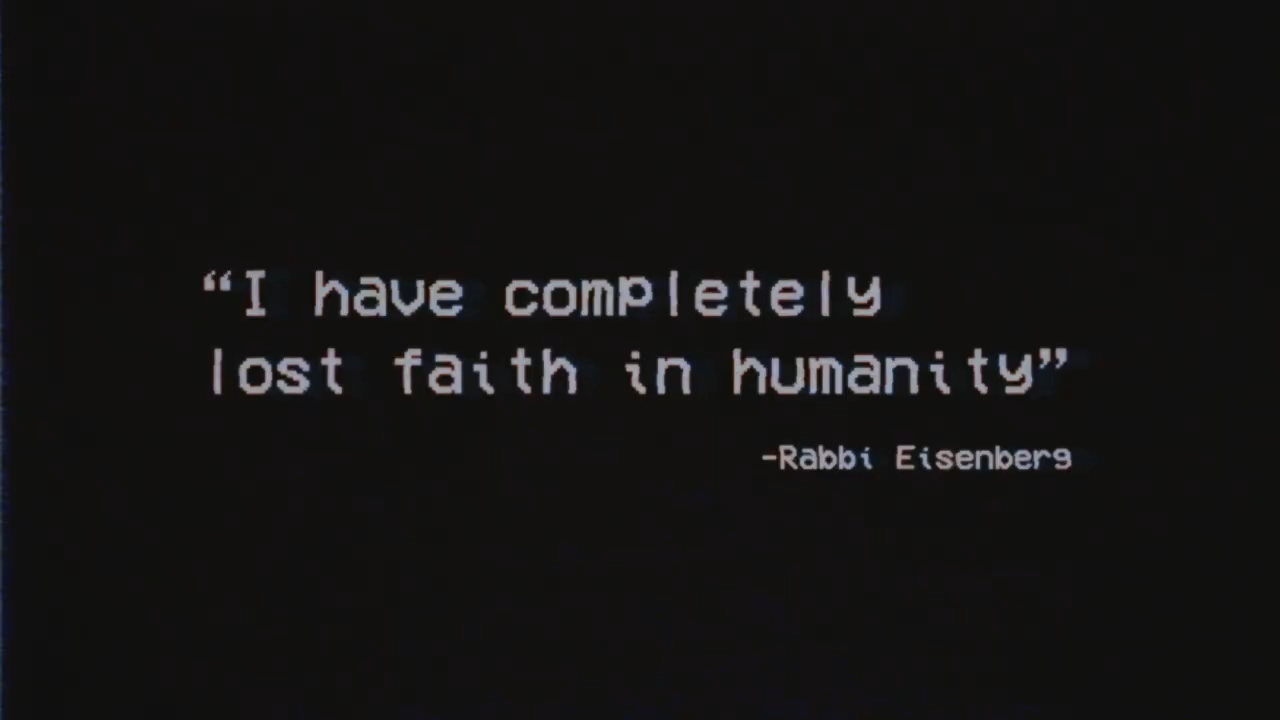 “I have completely
lost faith in humanity”
-Rabbi Eisenberg